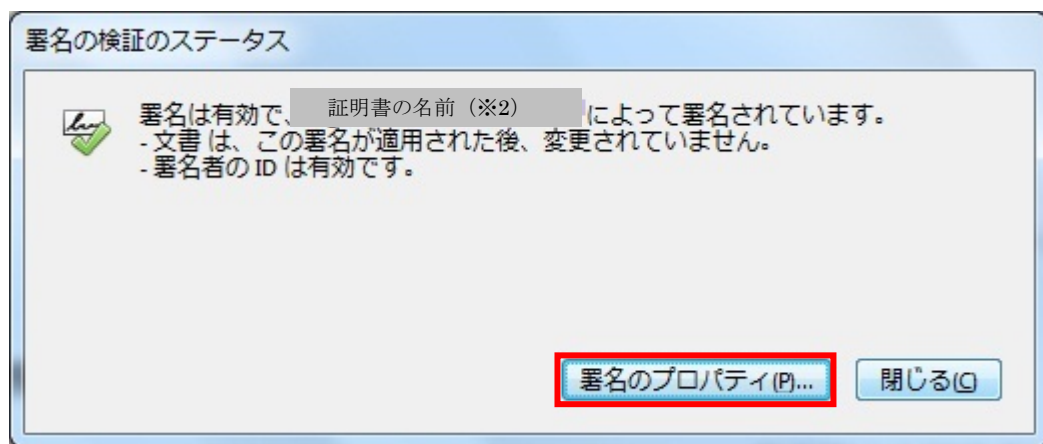 署名の検証のステータス
署名は有効で、 証明書の名前（※2） によって署名されています。
- 文書 は、この署名が適用された後、変更されていません。
- 署名者の ID は有効です。
署名のプロパティ(P)... 閉じる(C)